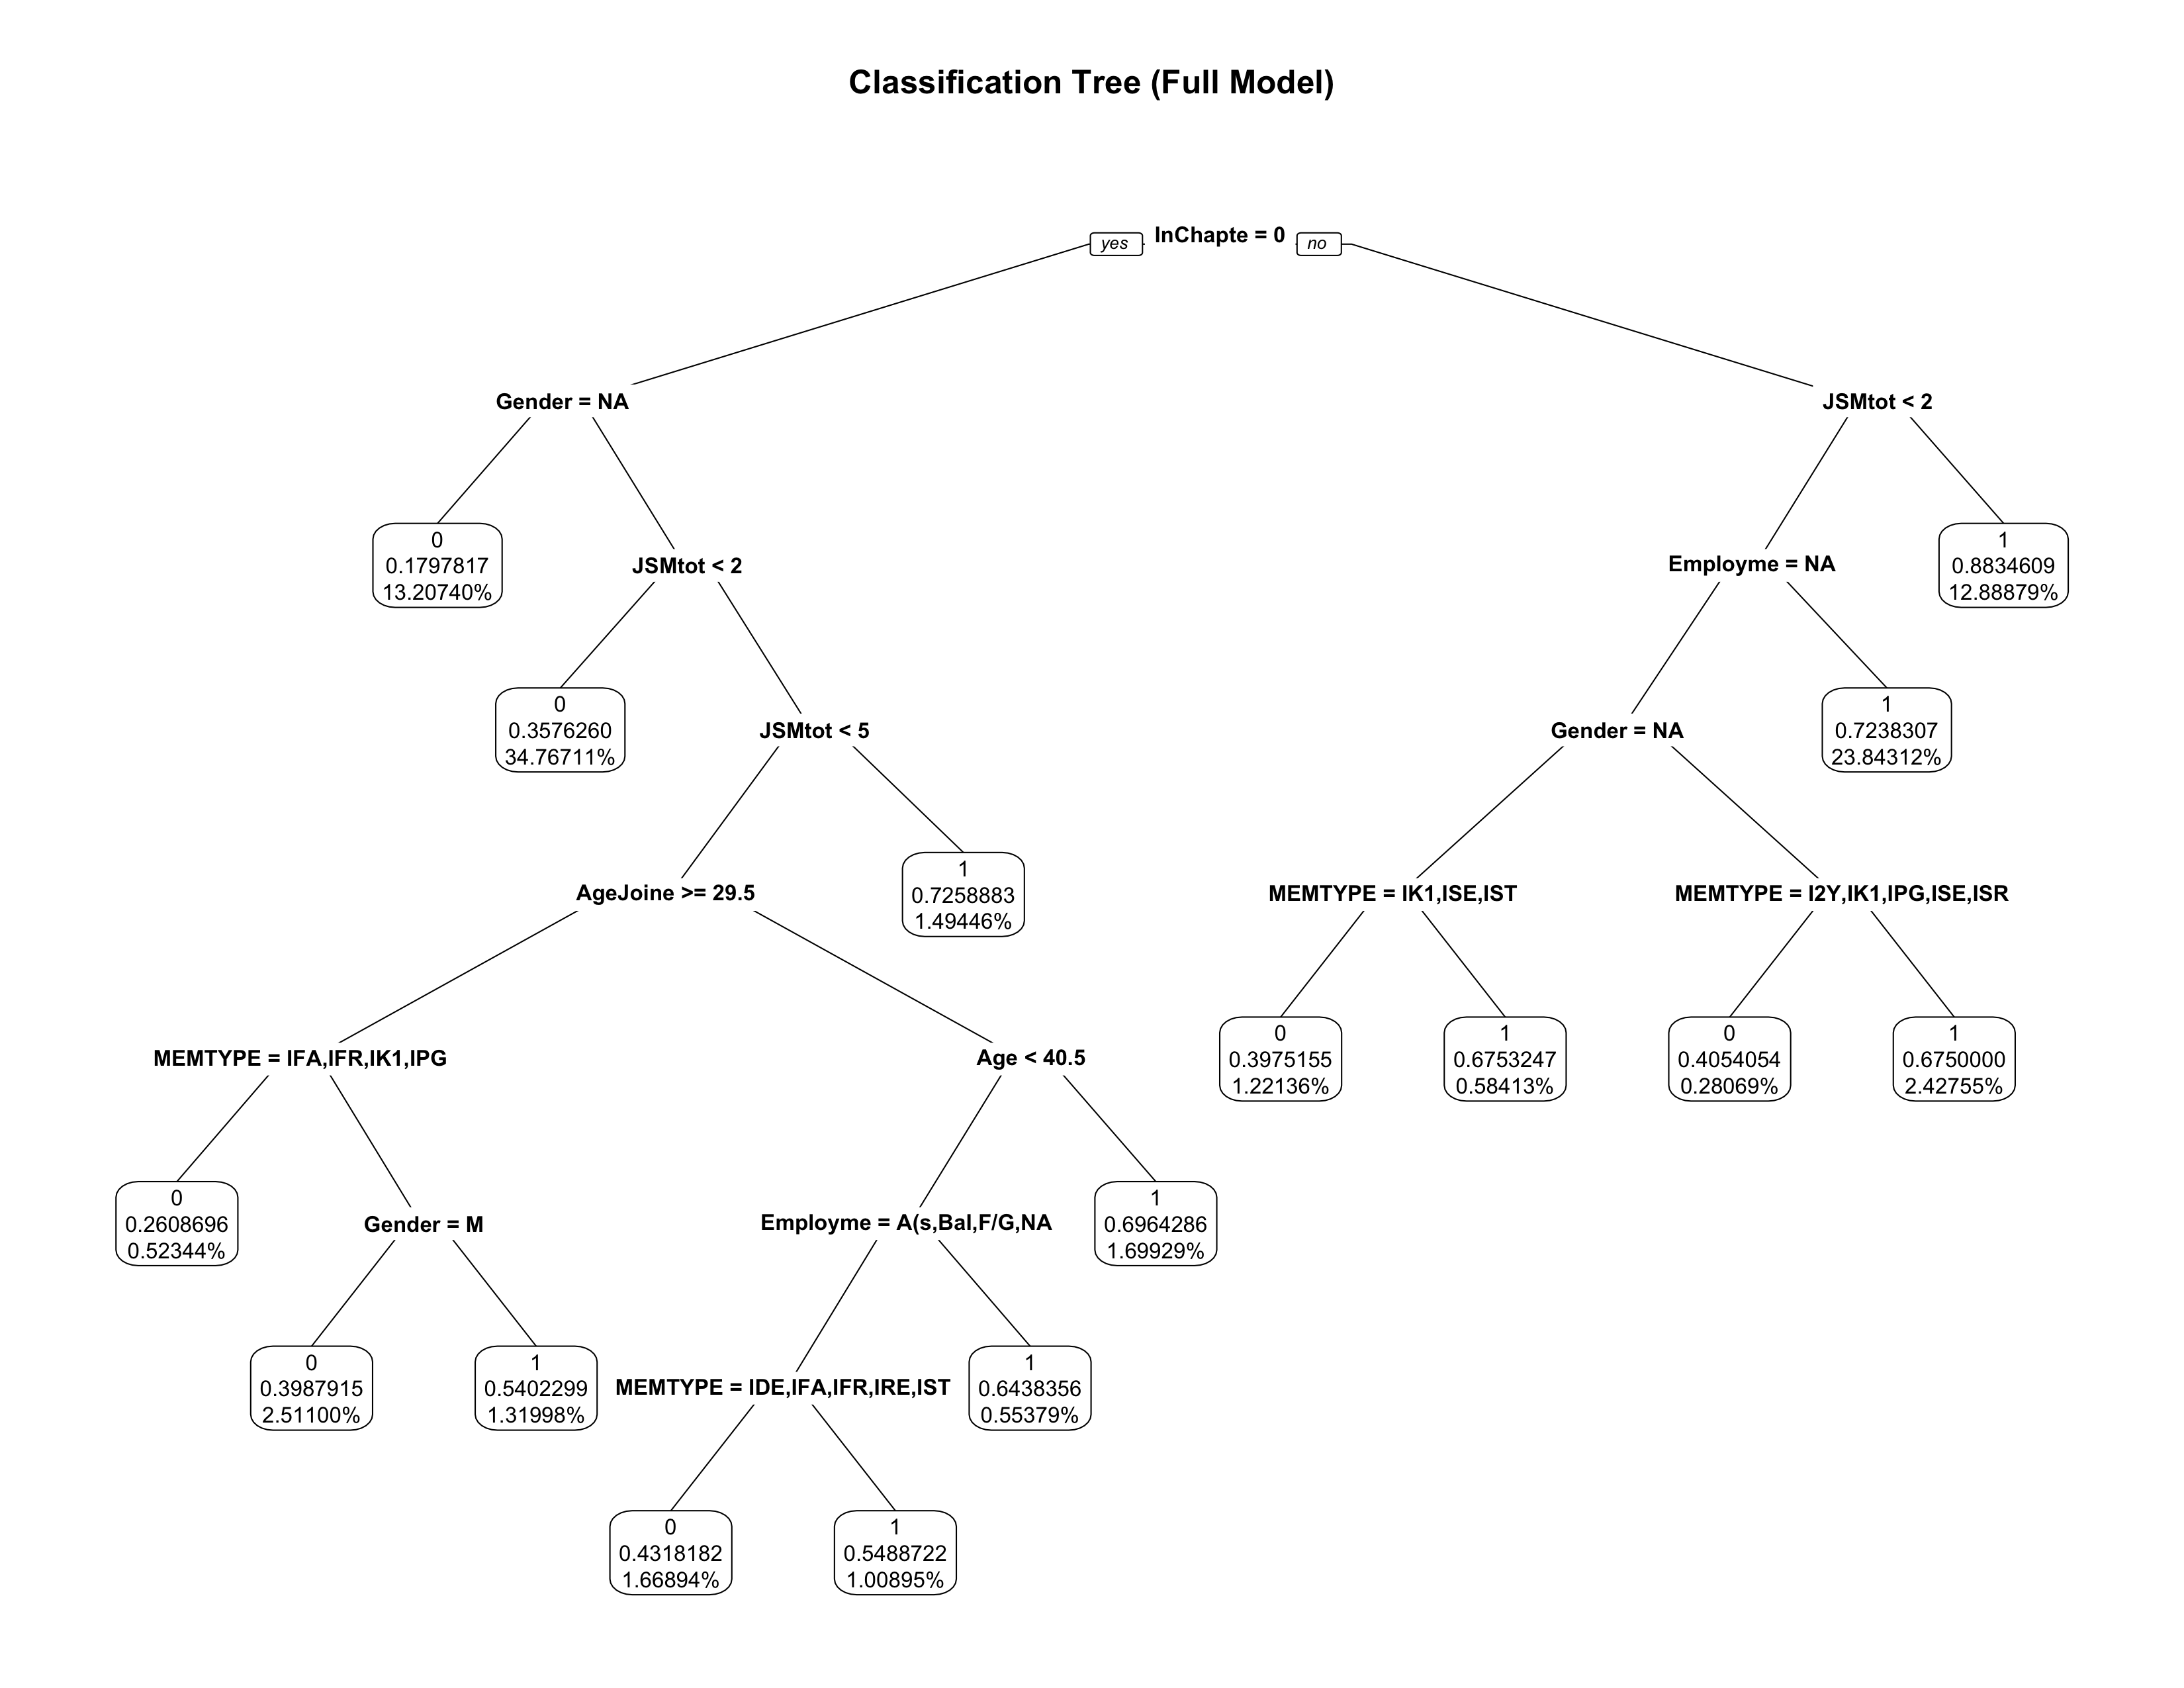 Classification Tree (Full Model)
yes
InChapte = 0
no
Gender = NA
JSMtot < 2
0
0.1797817
13.20740%
JSMtot < 2
Employme = NA
1
0.8834609
12.88879%
0
0.3576260
34.76711%
JSMtot < 5
Gender = NA
1
0.7238307
23.84312%
AgeJoine >= 29.5
1
0.7258883
1.49446%
MEMTYPE = IK1,ISE,IST
MEMTYPE = I2Y,IK1,IPG,ISE,ISR
MEMTYPE = IFA,IFR,IK1,IPG
Age < 40.5
0
0.3975155
1.22136%
1
0.6753247
0.58413%
0
0.4054054
0.28069%
1
0.6750000
2.42755%
0
0.2608696
0.52344%
Gender = M
Employme = A(s,Bal,F/G,NA
1
0.6964286
1.69929%
0
0.3987915
2.51100%
1
0.5402299
1.31998%
MEMTYPE = IDE,IFA,IFR,IRE,IST
1
0.6438356
0.55379%
0
0.4318182
1.66894%
1
0.5488722
1.00895%